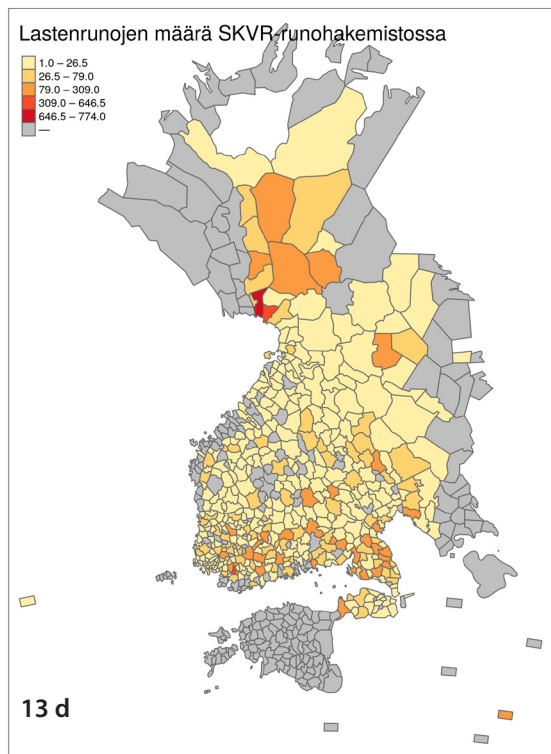 Lastenrunojen määrä SKVR-runohakemistossa
1.0 – 26.5
26.5 – 79.0
79.0 – 309.0
309.0 – 646.5
646.5 – 774.0
—
13 d